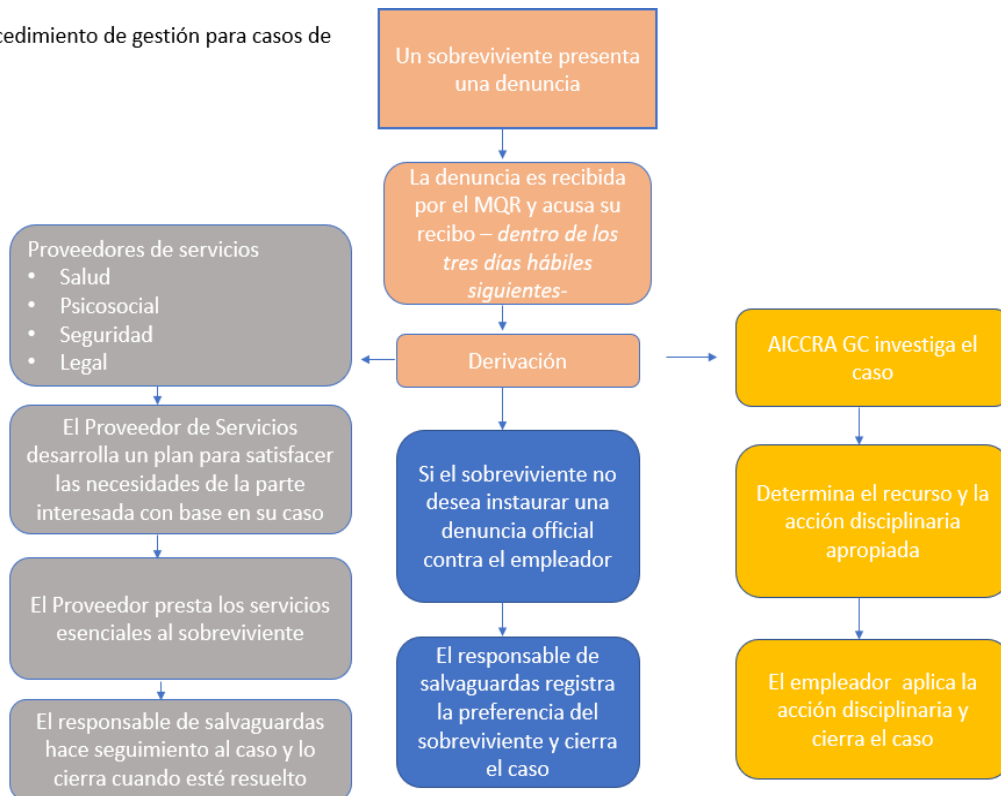 cedimiento de gestión para casos de
Un sobreviviente presenta
una denuncia
La denuncia es recibida
por el MQR y acusa su
recibo – dentro de los
tres días hábiles
siguientes-
Derivación
Proveedores de servicios
• Salud
• Psicosocial
• Seguridad
• Legal
El Proveedor de Servicios
desarrolla un plan para satisfacer
las necesidades de la parte
interesada con base en su caso
El Proveedor presta los servicios
esenciales al sobreviviente
El responsable de salvaguardas
hace seguimiento al caso y lo
cierra cuando esté resuelto
Si el sobreviviente no
desea instaurar una
denuncia official
contra el empleador
El responsable de
salvaguardas registra
la preferencia del
sobreviviente y cierra
el caso
AICCRA GC investiga el
caso
Determina el recurso y la
acción disciplinaria
apropiada
El empleador aplica la
acción disciplinaria y
cierra el caso